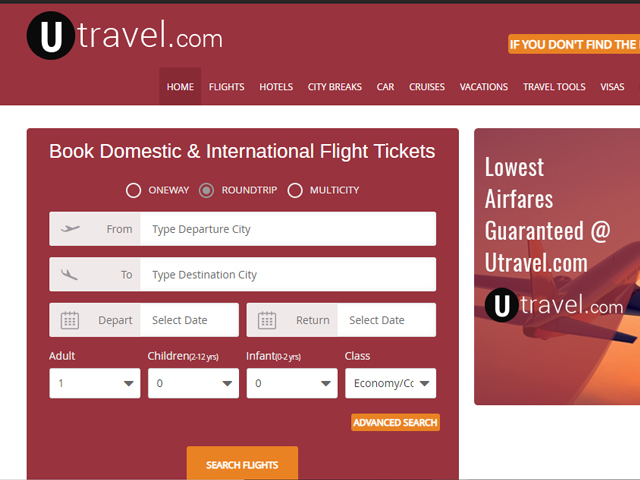 Utravel.com
IF YOU DON'T FIND THE
HOME FLIGHTS HOTELS CITY BREAKS CAR CRUISES VACATIONS TRAVEL TOOLS VISAS
Book Domestic & International Flight Tickets
ONEWAY ROUNDTRIP MULTICITY
From Type Departure City
To Type Destination City
Depart Select Date Return Select Date
Adult Children(2-12 yrs) Infant(0-2 yrs) Class
1 0 0 Economy/Cc
ADVANCED SEARCH
SEARCH FLIGHTS
Lowest
Airfares
Guaranteed @
Utravel.com
Utravel.com